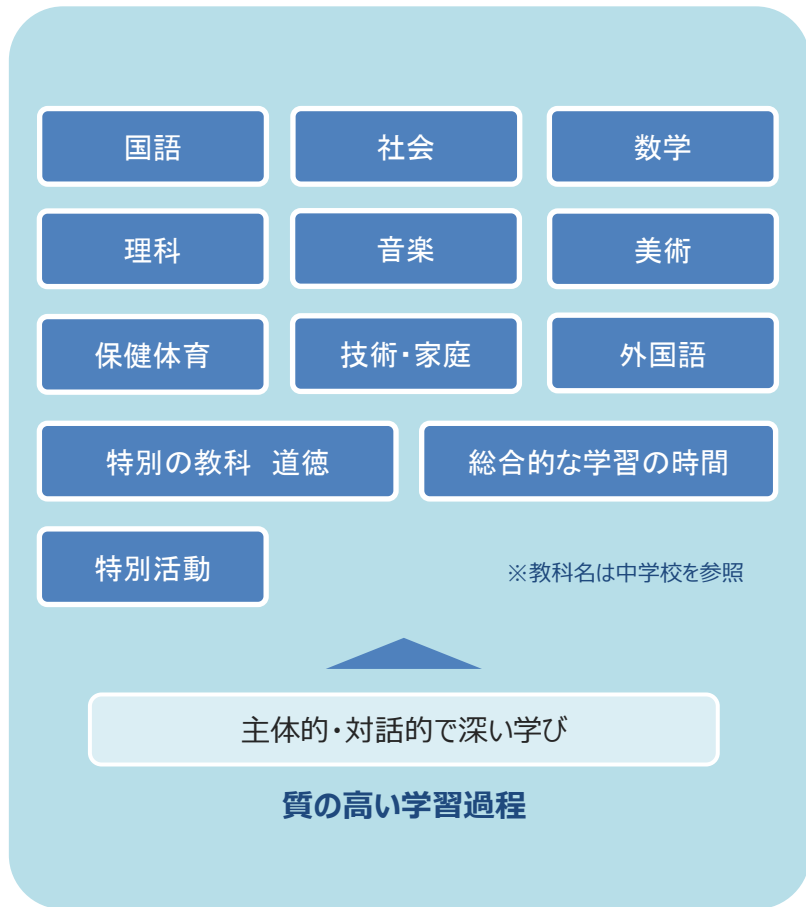 国語
社会
数学
理科
音楽
美術
保健体育
技術・家庭
外国語
特別の教科　道徳
総合的な学習の時間
特別活動
※教科名は中学校を参照
主体的・対話的で深い学び
質の高い学習過程